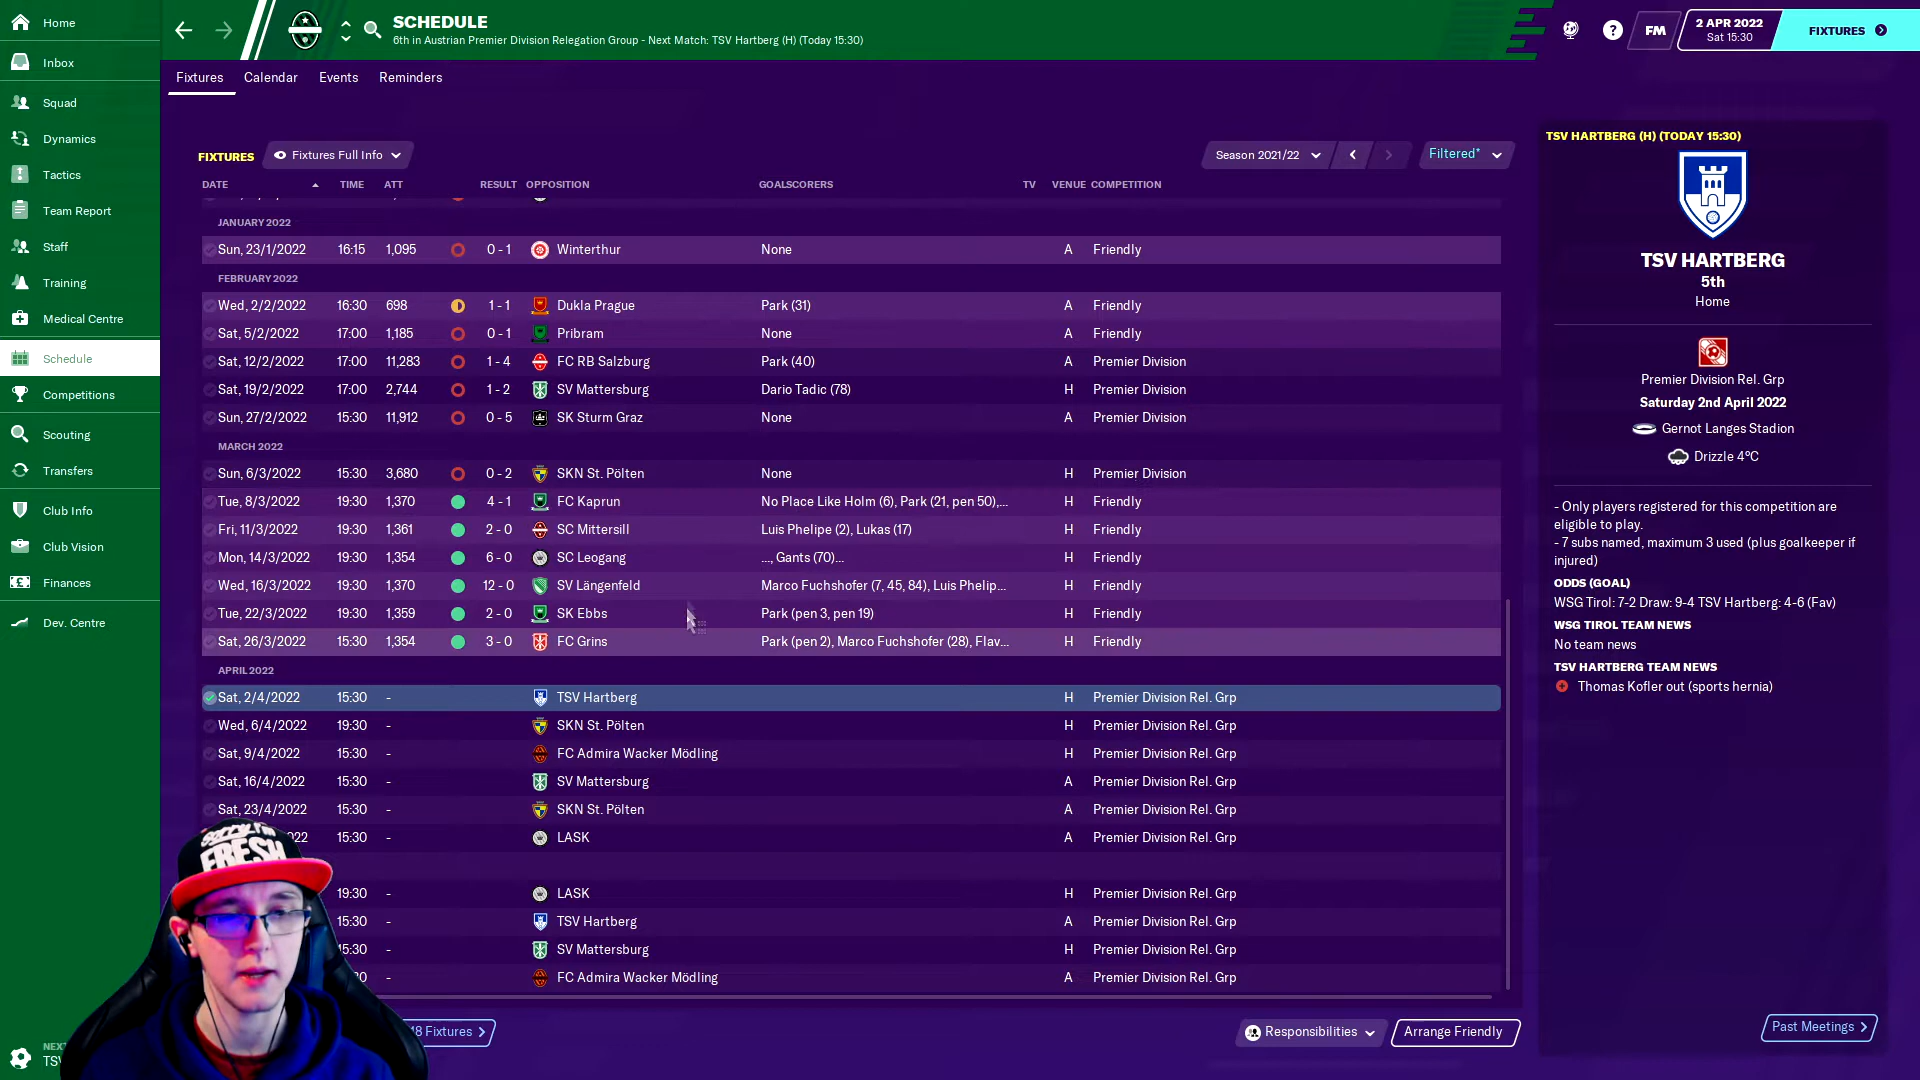 Home
Inbox
Squad
Dynamics
Tactics
Team Report
Staff
Training
Medical Centre
Schedule
Competitions
Scouting
Transfers
Club Info
Club Vision
Finances
Dev. Centre
SCHEDULE
6th in Austrian Premier Division Relegation Group - Next Match: TSV Hartberg (H) (Today 15:30)
FM
2 APR 2022
Sat 15:30
FIXTURES
Fixtures Calendar Events Reminders
FIXTURES Fixtures Full Info Season 2021/22 Filtered*
DATE TIME ATT RESULT OPPOSITION GOALSCORERS TV VENUE COMPETITION
JANUARY 2022
Sun, 23/1/2022 16:15 1,095 0 - 1 Winterthur None A Friendly
FEBRUARY 2022
Wed, 2/2/2022 16:30 698 1 - 1 Dukla Prague Park (31) A Friendly
Sat, 5/2/2022 17:00 1,185 0 - 1 Pribram None A Friendly
Sat, 12/2/2022 17:00 11,283 1 - 4 FC RB Salzburg Park (40) A Premier Division
Sat, 19/2/2022 17:00 2,744 1 - 2 SV Mattersburg Dario Tadic (78) H Premier Division
Sun, 27/2/2022 15:30 11,912 0 - 5 SK Sturm Graz None A Premier Division
MARCH 2022
Sun, 6/3/2022 15:30 3,680 0 - 2 SKN St. Pölten None H Premier Division
Tue, 8/3/2022 19:30 1,370 4 - 1 FC Kaprun No Place Like Holm (6), Park (21, pen 50),... H Friendly
Fri, 11/3/2022 19:30 1,361 2 - 0 SC Mittersill Luis Phelipe (2), Lukas (17) H Friendly
Mon, 14/3/2022 19:30 1,354 6 - 0 SC Leogang ..., Gants (70)... H Friendly
Wed, 16/3/2022 19:30 1,370 12 - 0 SV Längenfeld Marco Fuchshofer (7, 45, 84), Luis Phelip... H Friendly
Tue, 22/3/2022 19:30 1,359 2 - 0 SK Ebbs Park (pen 3, pen 19) H Friendly
Sat, 26/3/2022 15:30 1,354 3 - 0 FC Grins Park (pen 2), Marco Fuchshofer (28), Flav... H Friendly
APRIL 2022
Sat, 2/4/2022 15:30 - TSV Hartberg H Premier Division Rel. Grp
Wed, 6/4/2022 19:30 - SKN St. Pölten H Premier Division Rel. Grp
Sat, 9/4/2022 15:30 - FC Admira Wacker Mödling H Premier Division Rel. Grp
Sat, 16/4/2022 15:30 - SV Mattersburg A Premier Division Rel. Grp
Sat, 23/4/2022 15:30 - SKN St. Pölten A Premier Division Rel. Grp
15:30 - LASK A Premier Division Rel. Grp
19:30 - LASK H Premier Division Rel. Grp
15:30 - TSV Hartberg A Premier Division Rel. Grp
15:30 - SV Mattersburg H Premier Division Rel. Grp
- FC Admira Wacker Mödling A Premier Division Rel. Grp
Fixtures Responsibilities Arrange Friendly
TSV HARTBERG (H) (TODAY 15:30)
TSV HARTBERG
5th
Home
Premier Division Rel. Grp
Saturday 2nd April 2022
Gernot Langes Stadion
Drizzle 4°C
- Only players registered for this competition are
eligible to play.
- 7 subs named, maximum 3 used (plus goalkeeper if
injured)
ODDS (GOAL)
WSG Tirol: 7-2 Draw: 9-4 TSV Hartberg: 4-6 (Fav)
WSG TIROL TEAM NEWS
No team news
TSV HARTBERG TEAM NEWS
Thomas Kofler out (sports hernia)
Past Meetings
FRESH